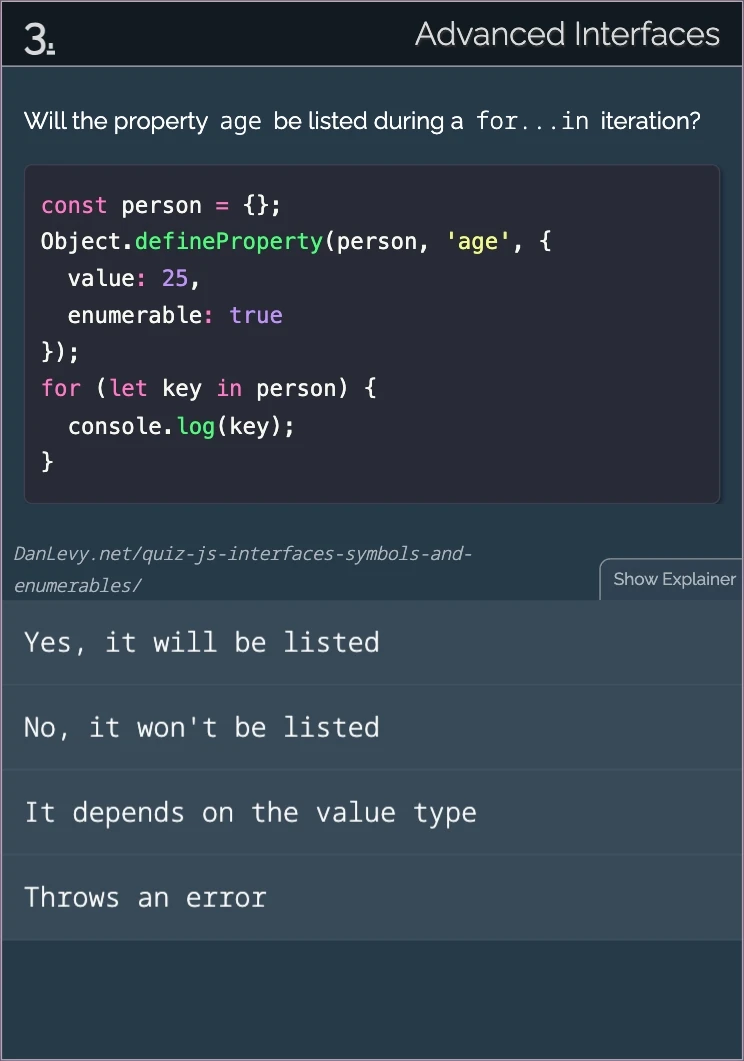 3.
Advanced Interfaces
Will the property age be listed during a for...in iteration?
const person = {};
Object.defineProperty(person, 'age', {
  value: 25,
  enumerable: true
});
for (let key in person) {
  console.log(key);
}
DanLevy.net/quiz-js-interfaces-symbols-and-
enumerables/
Show Explainer
Yes, it will be listed
No, it won't be listed
It depends on the value type
Throws an error